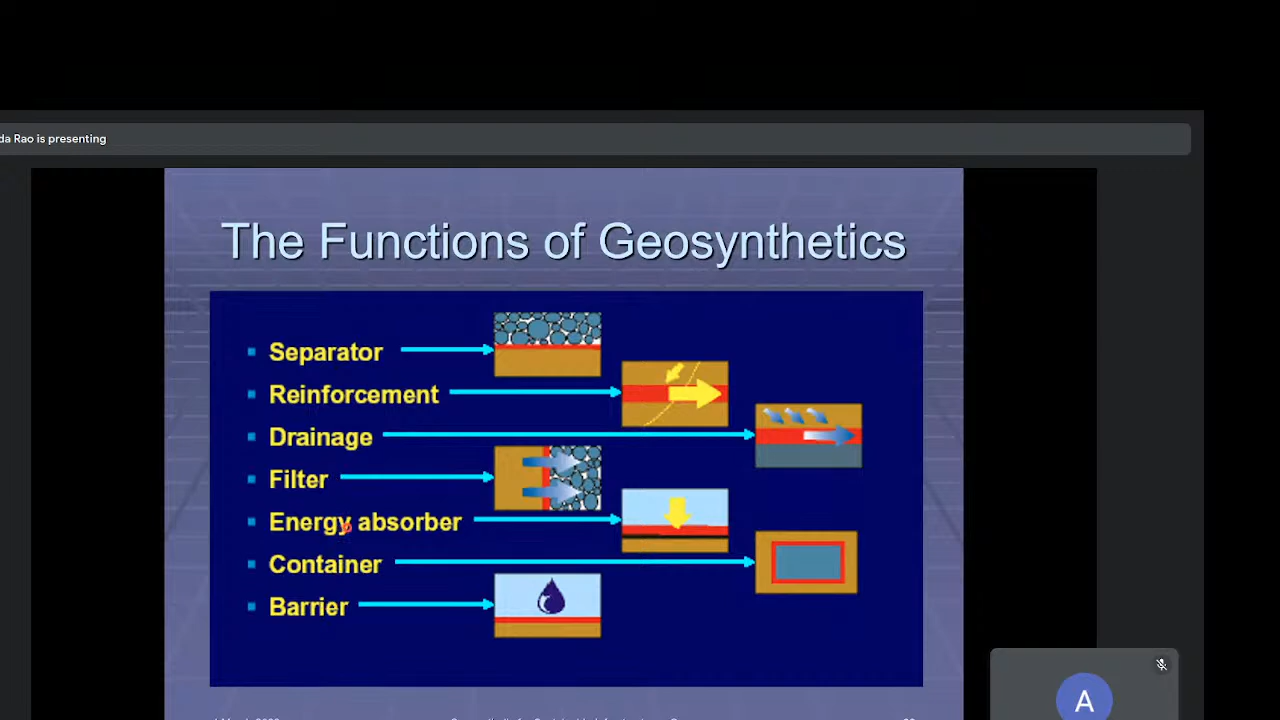 da Rao is presenting
The Functions of Geosynthetics
Separator
Reinforcement
Drainage
Filter
Energy absorber
Container
Barrier
A